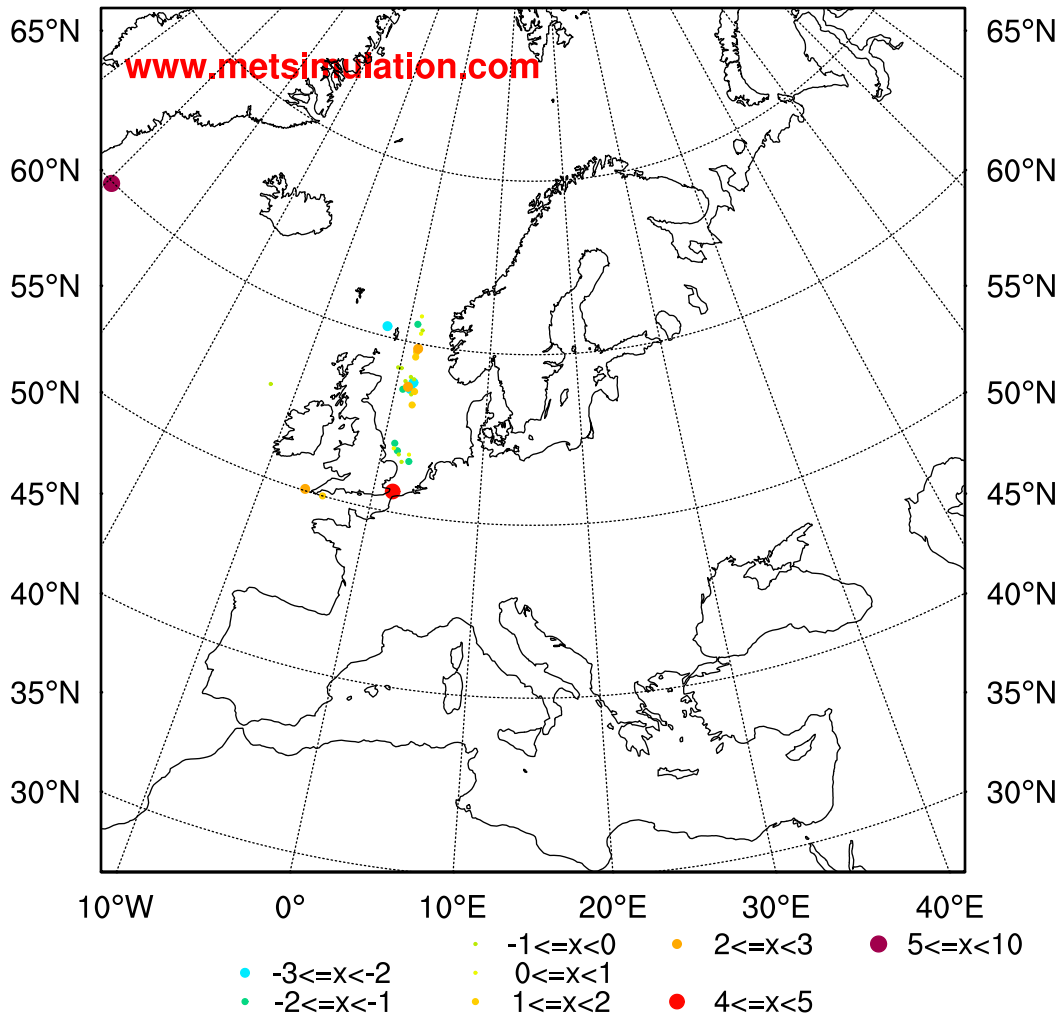 65°N 65°N
www.metsimulation.com
60°N 60°N
55°N 55°N
50°N 50°N
45°N 45°N
40°N 40°N
35°N 35°N
30°N 30°N
10°W 0° 10°E 20°E 30°E 40°E
-1<=x<0 2<=x<3 5<=x<10
-3<=x<-2 0<=x<1
-2<=x<-1 1<=x<2 4<=x<5